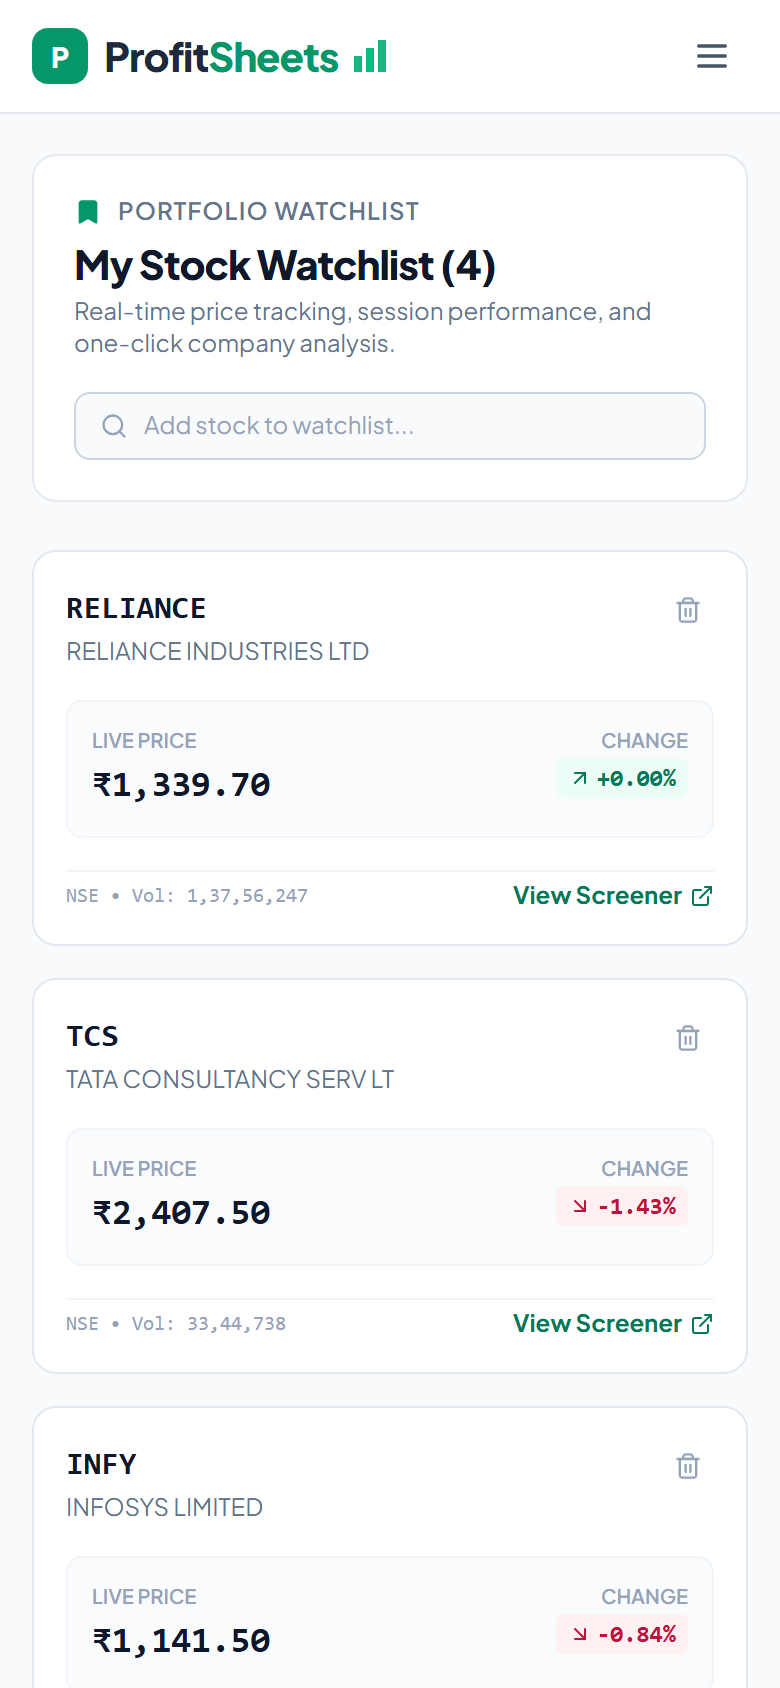 P ProfitSheets
PORTFOLIO WATCHLIST
My Stock Watchlist (4)
Real-time price tracking, session performance, and
one-click company analysis.
Add stock to watchlist...
RELIANCE
RELIANCE INDUSTRIES LTD
LIVE PRICE CHANGE
₹1,339.70 +0.00%
NSE • Vol: 1,37,56,247 View Screener
TCS
TATA CONSULTANCY SERV LT
LIVE PRICE CHANGE
₹2,407.50 -1.43%
NSE • Vol: 33,44,738 View Screener
INFY
INFOSYS LIMITED
LIVE PRICE CHANGE
₹1,141.50 -0.84%